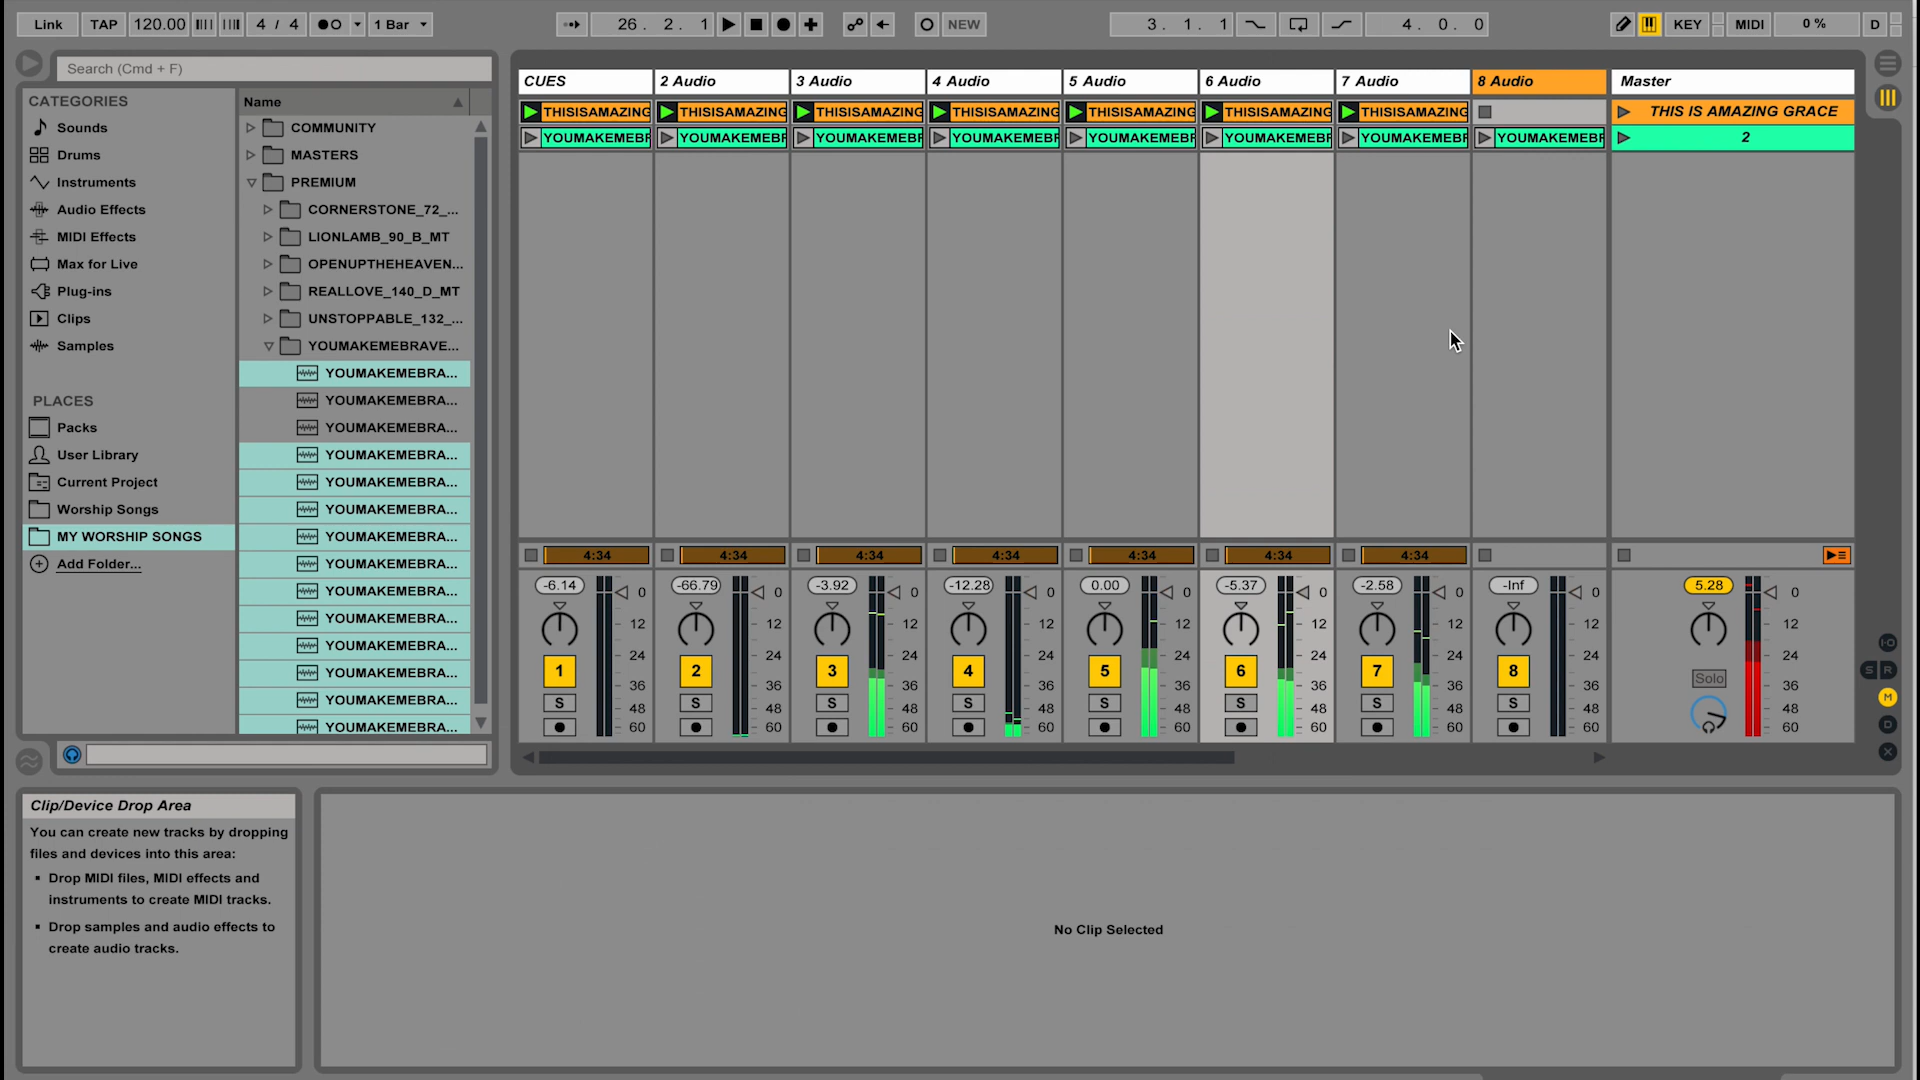 Link TAP 120.00 4 / 4 1 Bar 26. 2. 1 NEW 3. 1. 1 4. 0. 0 KEY MIDI 0 % D
Search (Cmd + F)
CATEGORIES
Sounds
Drums
Instruments
Audio Effects
MIDI Effects
Max for Live
Plug-ins
Clips
Samples
PLACES
Packs
User Library
Current Project
Worship Songs
MY WORSHIP SONGS
Add Folder...
Name
COMMUNITY
MASTERS
PREMIUM
CORNERSTONE_72_...
LIONLAMB_90_B_MT
OPENUPTHEHEAVEN...
REALLOVE_140_D_MT
UNSTOPPABLE_132_...
YOUMAKEMEBRAVE...
YOUMAKEMEBRA...
YOUMAKEMEBRA...
YOUMAKEMEBRA...
YOUMAKEMEBRA...
YOUMAKEMEBRA...
YOUMAKEMEBRA...
YOUMAKEMEBRA...
YOUMAKEMEBRA...
YOUMAKEMEBRA...
YOUMAKEMEBRA...
YOUMAKEMEBRA...
YOUMAKEMEBRA...
YOUMAKEMEBRA...
YOUMAKEMEBRA...
CUES 2 Audio 3 Audio 4 Audio 5 Audio 6 Audio 7 Audio 8 Audio Master
THISISAMAZING THISISAMAZING THISISAMAZING THISISAMAZING THISISAMAZING THISISAMAZING THISISAMAZING THIS IS AMAZING GRACE
YOUMAKEMEBR YOUMAKEMEBR YOUMAKEMEBR YOUMAKEMEBR YOUMAKEMEBR YOUMAKEMEBR YOUMAKEMEBR YOUMAKEMEBR 2
4:34 4:34 4:34 4:34 4:34 4:34 4:34
-6.14 0 -66.79 0 -3.92 0 -12.28 0 0.00 0 -5.37 0 -2.58 0 -Inf 0 5.28 0
12 12 12 12 12 12 12 12 12
24 24 24 24 24 24 24 24 24
1 2 3 4 5 6 7 8 Solo
36 36 36 36 36 36 36 36 36
S S S S S S S S
48 48 48 48 48 48 48 48 48
60 60 60 60 60 60 60 60 60
I·O
S R
M
D
X
Clip/Device Drop Area
You can create new tracks by dropping
files and devices into this area:
▪ Drop MIDI files, MIDI effects and
instruments to create MIDI tracks.
▪ Drop samples and audio effects to
create audio tracks.
No Clip Selected